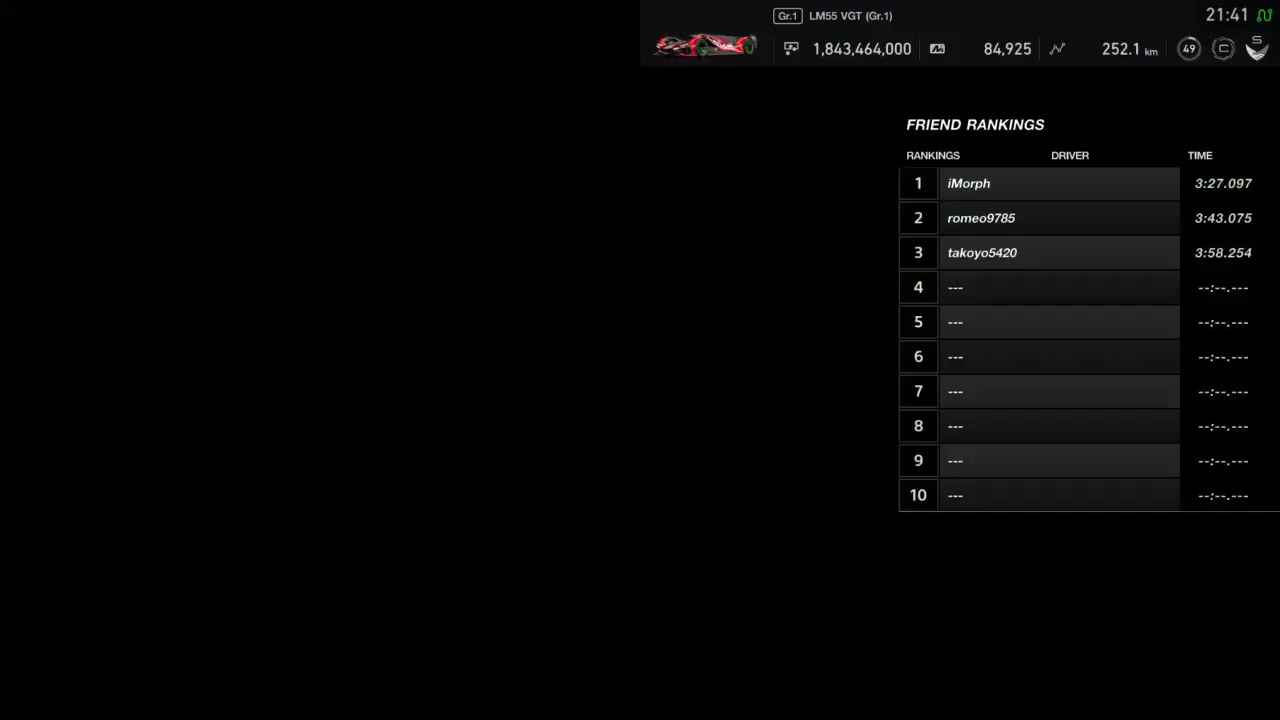 Gr.1 LM55 VGT (Gr.1) 21:41
1,843,464,000 84,925 252.1 km 49 C S
FRIEND RANKINGS
RANKINGS DRIVER TIME
1 iMorph 3:27.097
2 romeo9785 3:43.075
3 takoyo5420 3:58.254
4 --- --:--.---
5 --- --:--.---
6 --- --:--.---
7 --- --:--.---
8 --- --:--.---
9 --- --:--.---
10 --- --:--.---